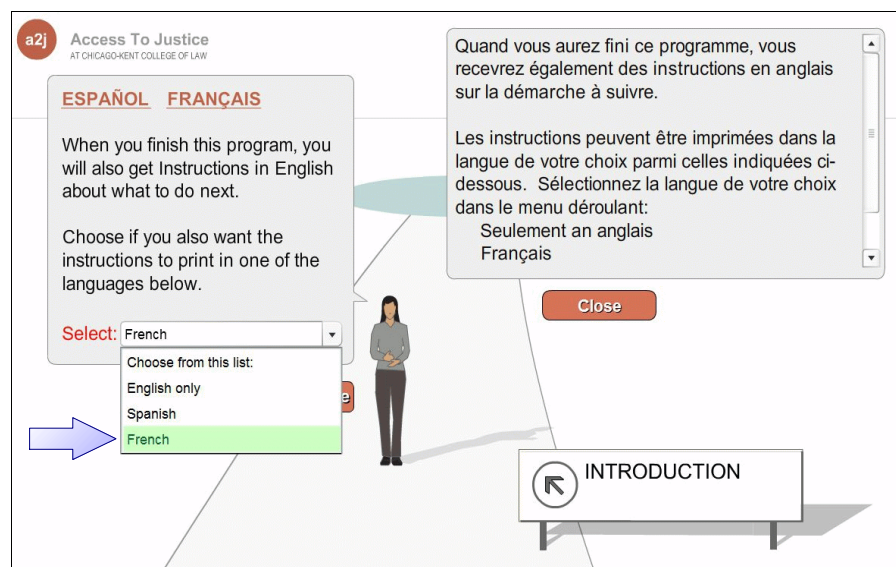 a2j
Access To Justice
AT CHICAGO-KENT COLLEGE OF LAW
ESPAÑOL FRANÇAIS
When you finish this program, you
will also get Instructions in English
about what to do next.
Choose if you also want the
instructions to print in one of the
languages below.
Select: French
Choose from this list:
English only
Spanish
French
Quand vous aurez fini ce programme, vous
recevrez également des instructions en anglais
sur la démarche à suivre.
Les instructions peuvent être imprimées dans la
langue de votre choix parmi celles indiquées ci-
dessous. Sélectionnez la langue de votre choix
dans le menu déroulant:
Seulement an anglais
Français
Close
INTRODUCTION